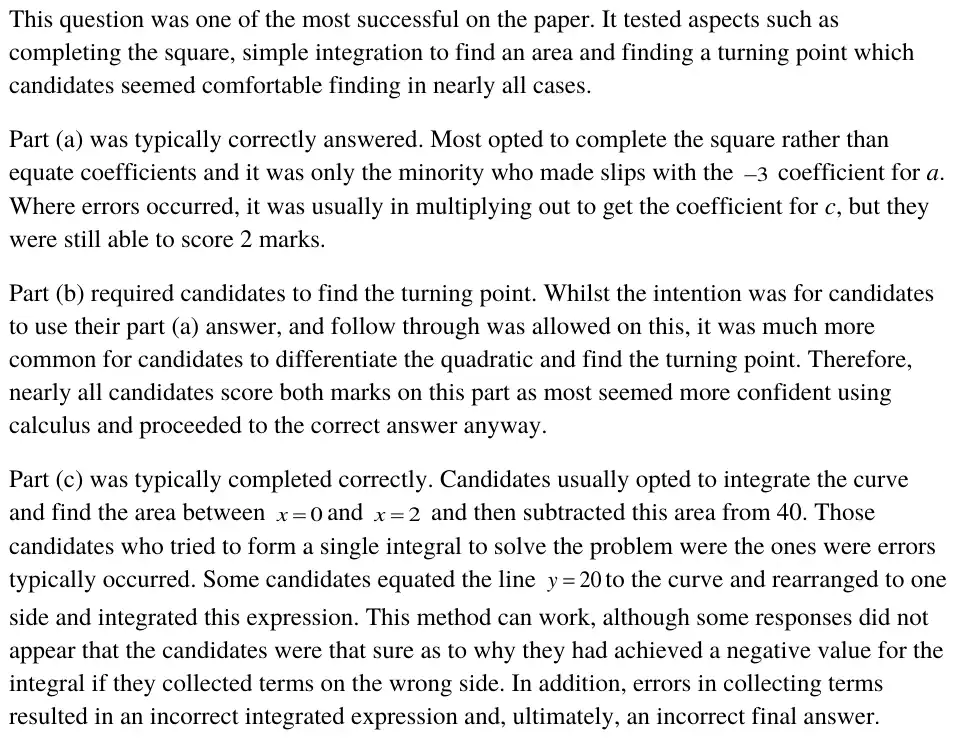 This question was one of the most successful on the paper. It tested aspects such as
completing the square, simple integration to find an area and finding a turning point which
candidates seemed comfortable finding in nearly all cases.
Part (a) was typically correctly answered. Most opted to complete the square rather than
equate coefficients and it was only the minority who made slips with the −3 coefficient for a.
Where errors occurred, it was usually in multiplying out to get the coefficient for c, but they
were still able to score 2 marks.
Part (b) required candidates to find the turning point. Whilst the intention was for candidates
to use their part (a) answer, and follow through was allowed on this, it was much more
common for candidates to differentiate the quadratic and find the turning point. Therefore,
nearly all candidates score both marks on this part as most seemed more confident using
calculus and proceeded to the correct answer anyway.
Part (c) was typically completed correctly. Candidates usually opted to integrate the curve
and find the area between x = 0 and x = 2 and then subtracted this area from 40. Those
candidates who tried to form a single integral to solve the problem were the ones were errors
typically occurred. Some candidates equated the line y = 20 to the curve and rearranged to one
side and integrated this expression. This method can work, although some responses did not
appear that the candidates were that sure as to why they had achieved a negative value for the
integral if they collected terms on the wrong side. In addition, errors in collecting terms
resulted in an incorrect integrated expression and, ultimately, an incorrect final answer.